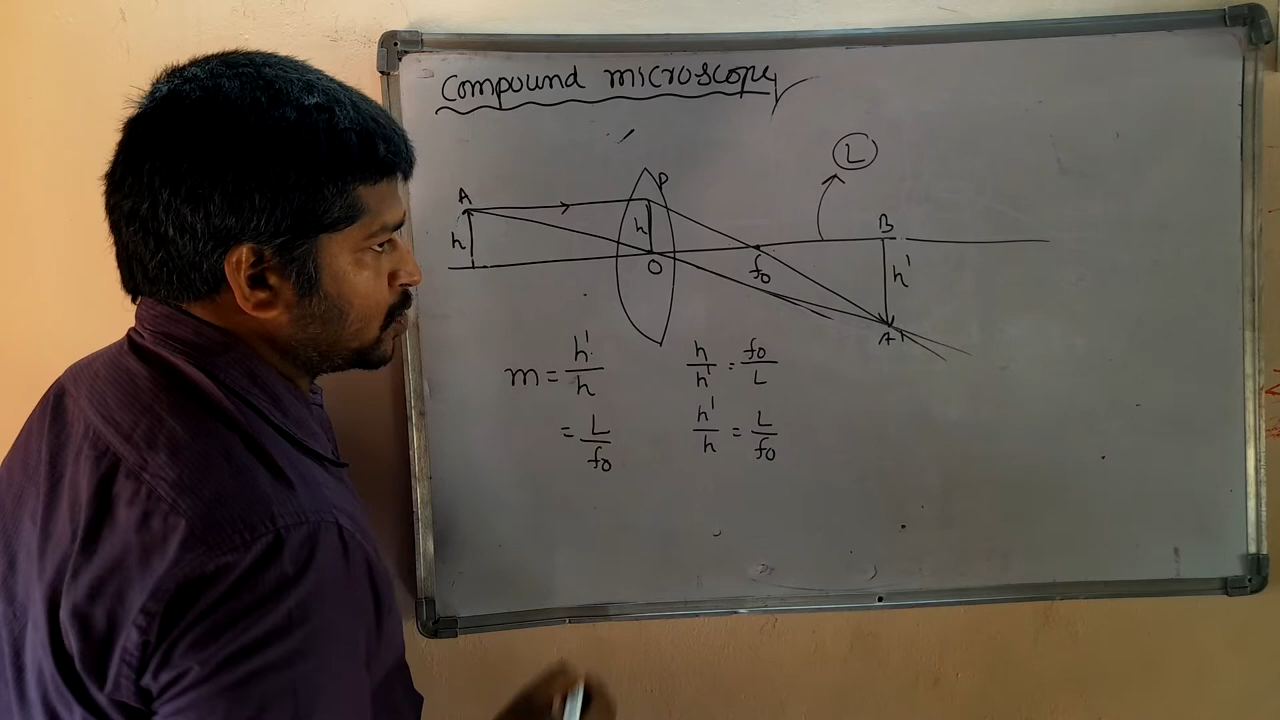 Compound microscope
L
A P
h h
B
O fo h'
A'
m = h'/h h/h' = fo/L
= L/fo h'/h = L/fo